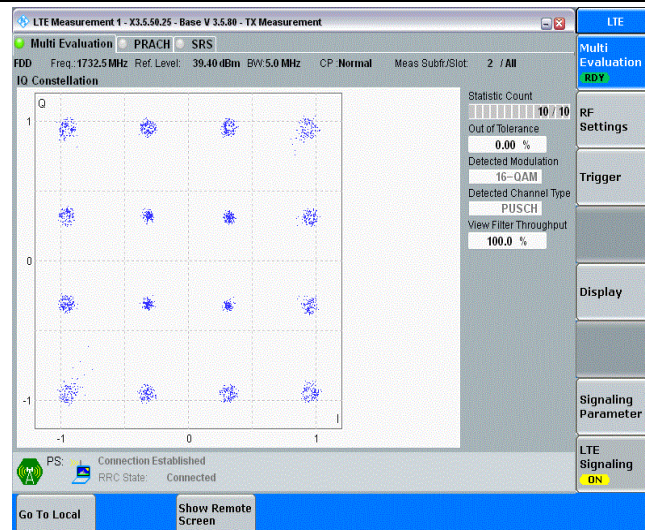 LTE Measurement 1 - X3.5.50.25 - Base V 3.5.80 - TX Measurement
LTE
Multi Evaluation PRACH SRS
Multi
Evaluation
RDY
FDD Freq.:1732.5 MHz Ref. Level: 39.40 dBm BW:5.0 MHz CP :Normal Meas Subfr/Slot: 2 / All
IQ Constellation
Q
1
0
-1
-1 0 1
I
Statistic Count
10 / 10
Out of Tolerance
0.00 %
Detected Modulation
16-QAM
Detected Channel Type
PUSCH
View Filter Throughput
100.0 %
RF
Settings
Trigger
Display
Signaling
Parameter
LTE
Signaling
ON
PS: Connection Established
RRC State: Connected
Go To Local
Show Remote
Screen